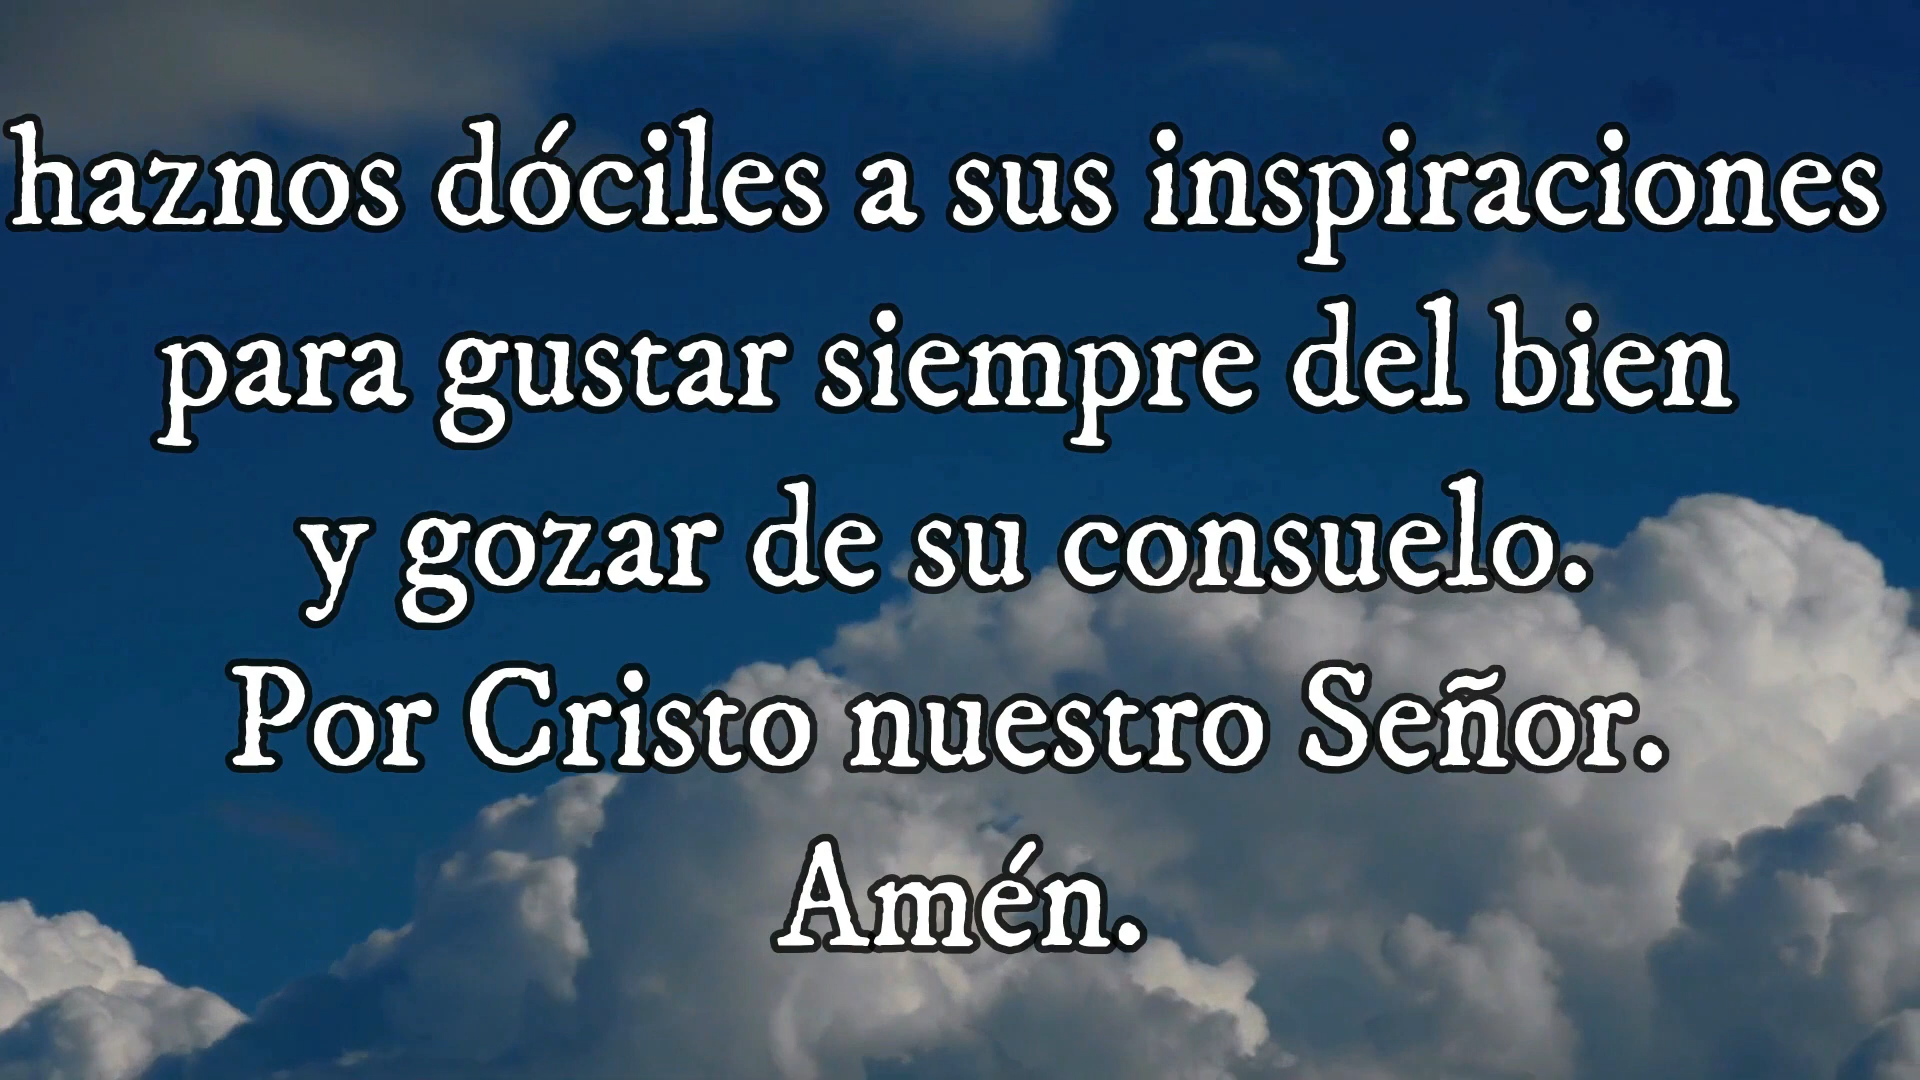 haznos dóciles a sus inspiraciones
para gustar siempre del bien
y gozar de su consuelo.
Por Cristo nuestro Señor.
Amén.